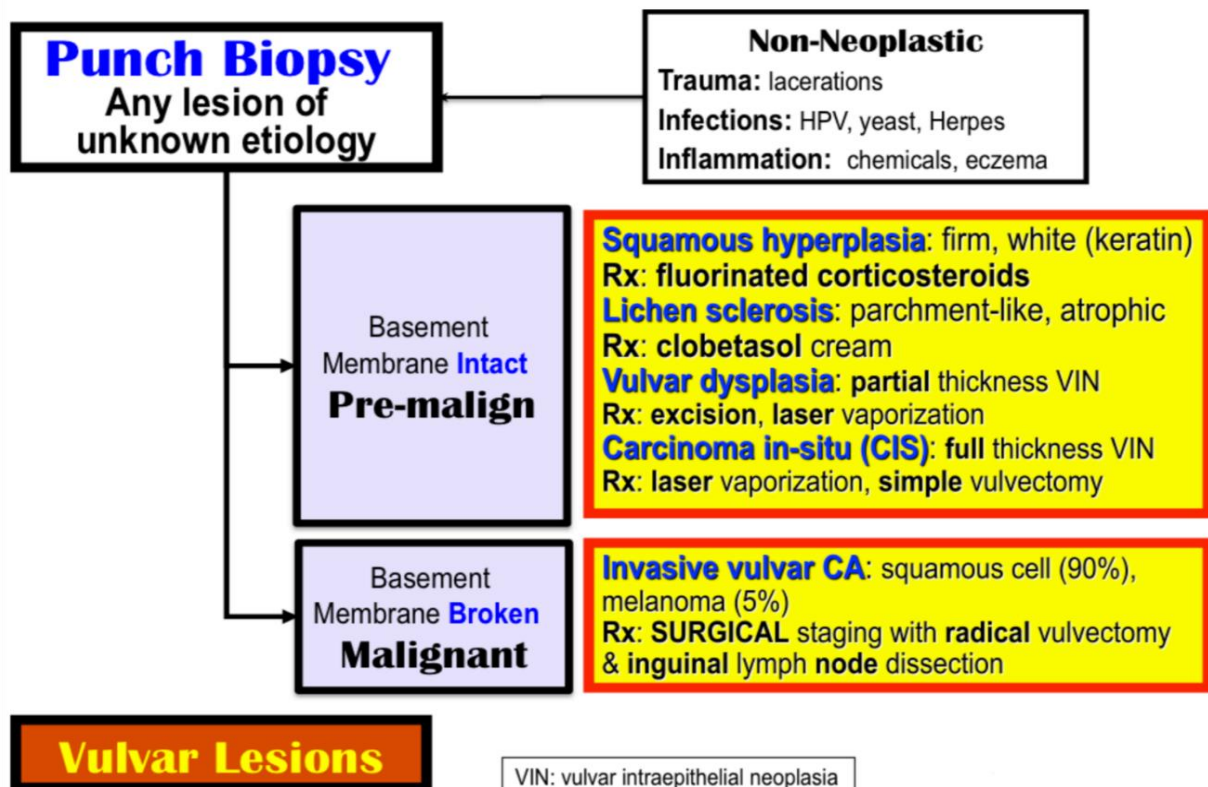 Punch Biopsy
Any lesion of
unknown etiology
Non-Neoplastic
Trauma: lacerations
Infections: HPV, yeast, Herpes
Inflammation: chemicals, eczema
Basement
Membrane Intact
Pre-malign
Squamous hyperplasia: firm, white (keratin)
Rx: fluorinated corticosteroids
Lichen sclerosis: parchment-like, atrophic
Rx: clobetasol cream
Vulvar dysplasia: partial thickness VIN
Rx: excision, laser vaporization
Carcinoma in-situ (CIS): full thickness VIN
Rx: laser vaporization, simple vulvectomy
Basement
Membrane Broken
Malignant
Invasive vulvar CA: squamous cell (90%),
melanoma (5%)
Rx: SURGICAL staging with radical vulvectomy
& inguinal lymph node dissection
Vulvar Lesions
VIN: vulvar intraepithelial neoplasia